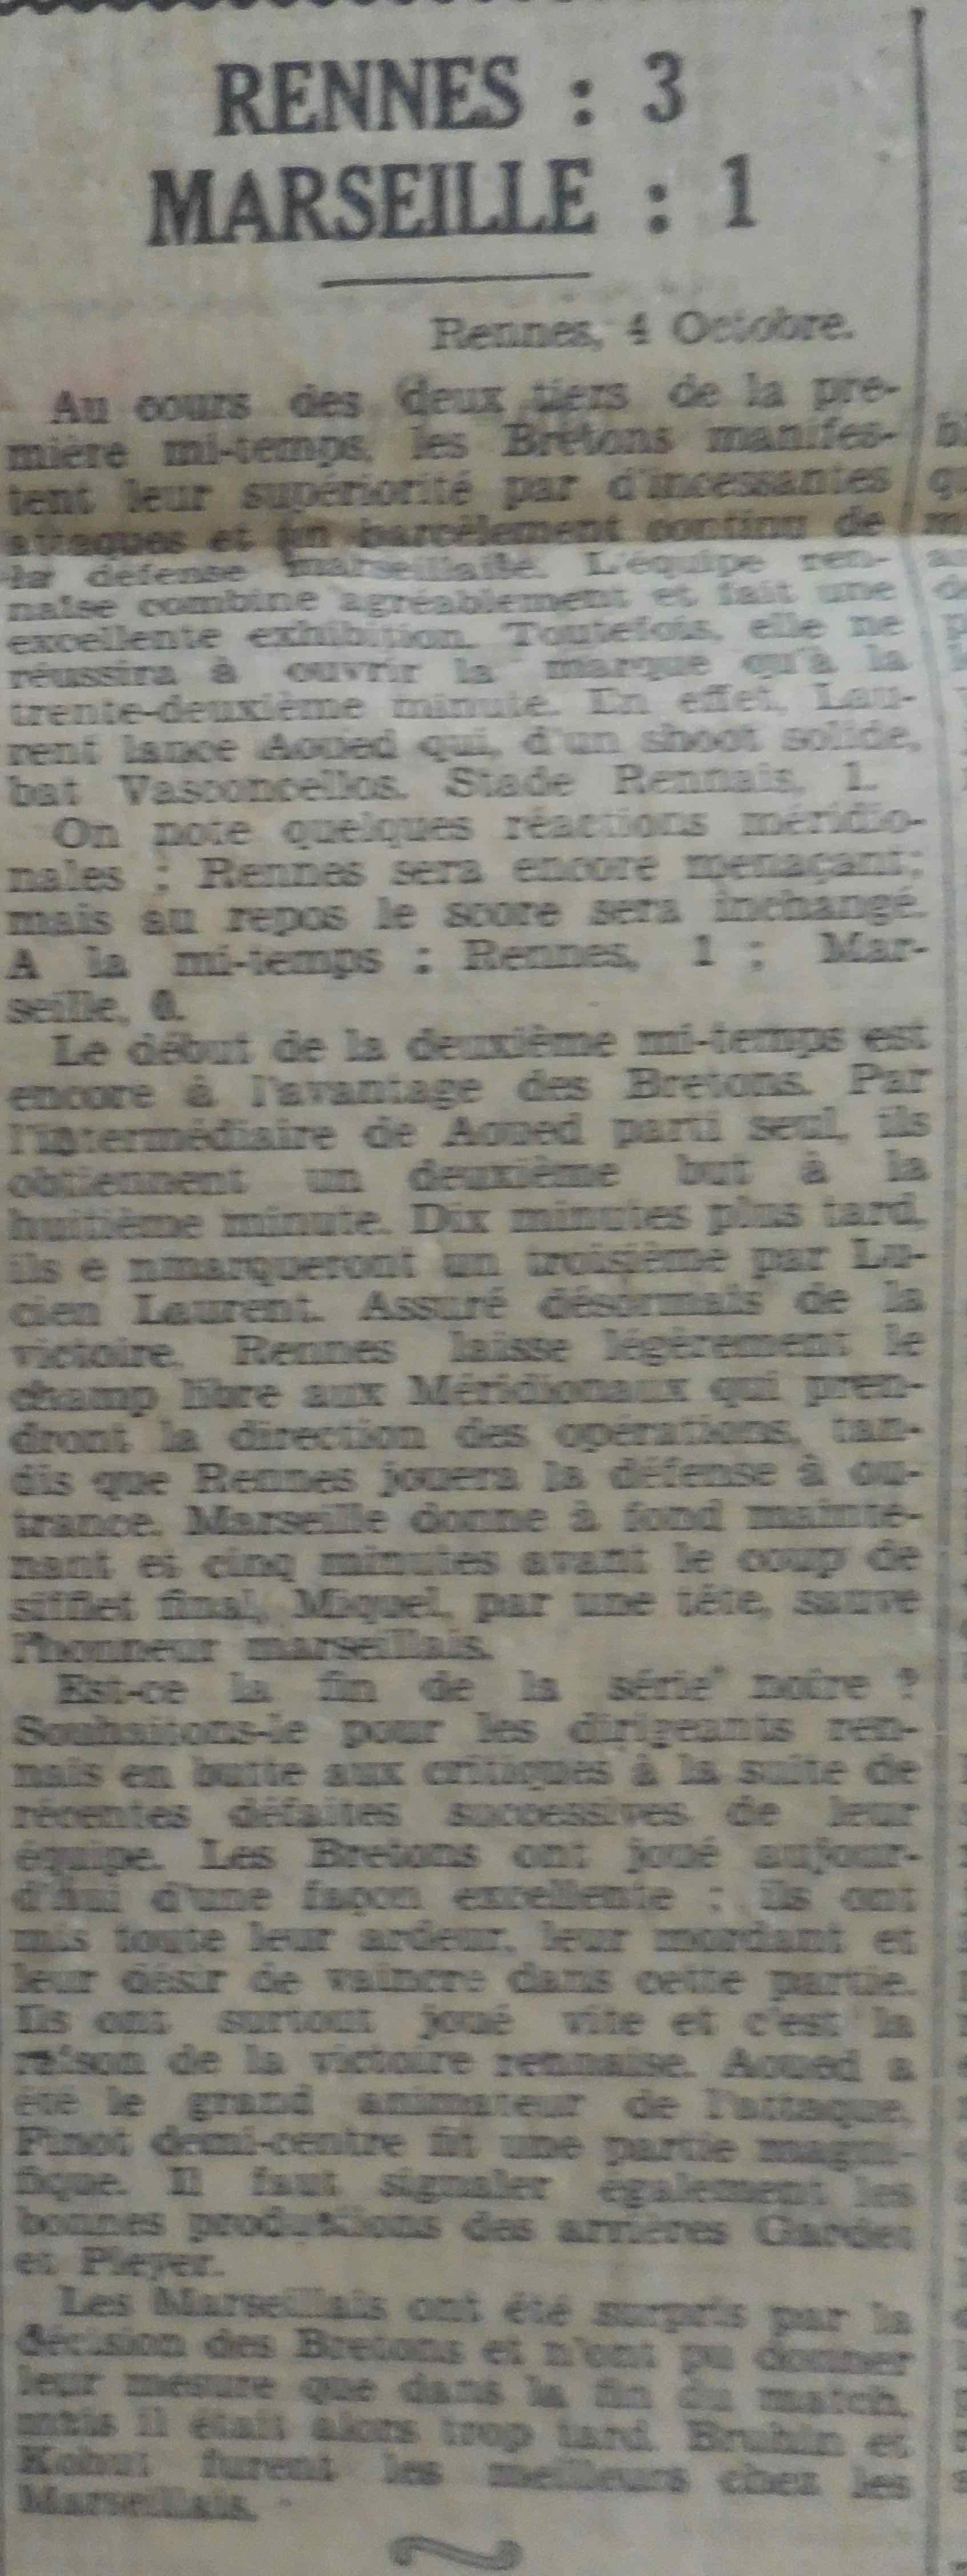 RENNES : 3
MARSEILLE : 1
Rennes, 4 Octobre.
Au cours des deux tiers de la pre-
mière mi-temps, les Bretons manifes-
tent leur supériorité par d'incessantes
attaques et un harcèlement continu de
la défense marseillaise. L'équipe ren-
naise combine agréablement et fait une
excellente exhibition. Toutefois, elle ne
réussira à ouvrir la marque qu'à la
trente-deuxième minute. En effet, Lau-
rent lance Aoued qui, d'un shoot solide,
bat Vasconcellos. Stade Rennais, 1.
On note quelques réactions méridio-
nales ; Rennes sera encore menaçant;
mais au repos le score sera inchangé.
A la mi-temps : Rennes, 1 ; Mar-
seille, 0.
Le début de la deuxième mi-temps est
encore à l'avantage des Bretons. Par
l'intermédiaire de Aoued parti seul, ils
obtiennent un deuxième but à la
huitième minute. Dix minutes plus tard,
ils e nmarqueront un troisième par Lu-
cien Laurent. Assuré désormais de la
victoire, Rennes laisse légèrement le
champ libre aux Méridionaux qui pren-
dront la direction des opérations, tan-
dis que Rennes jouera la défense à ou-
trance. Marseille donne à fond mainte-
nant et cinq minutes avant le coup de
sifflet final, Miquel, par une tête, sauve
l'honneur marseillais.
Est-ce la fin de la série noire ?
Souhaitons-le pour les dirigeants ren-
nais en butte aux critiques à la suite de
récentes défaites successives de leur
équipe. Les Bretons ont joué aujour-
d'hui d'une façon excellente ; ils ont
mis toute leur ardeur, leur mordant et
leur désir de vaincre dans cette partie.
Ils ont surtout joué vite et c'est la
raison de la victoire rennaise. Aoued a
été le grand animateur de l'attaque.
Pinot demi-centre fit une partie magni-
fique. Il faut signaler également les
bonnes productions des arrières Gardet
et Pleyer.
Les Marseillais ont été surpris par la
décision des Bretons et n'ont pu donner
leur mesure que dans la fin du match,
mais il était alors trop tard. Bruhin et
Kohut furent les meilleurs chez les
Marseillais.